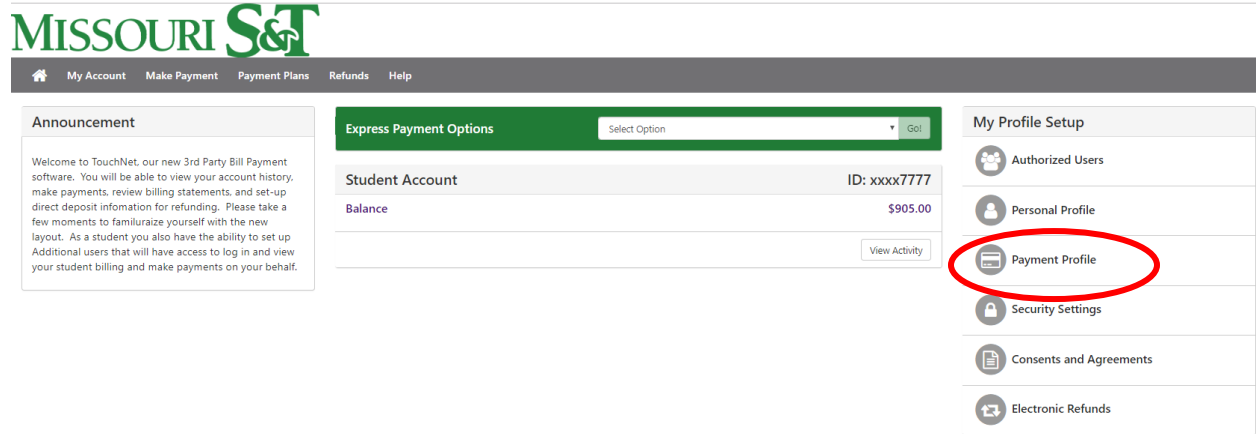 MISSOURI S&T
My Account Make Payment Payment Plans Refunds Help
Announcement
Welcome to TouchNet, our new 3rd Party Bill Payment
software. You will be able to view your account history,
make payments, review billing statements, and set-up
direct deposit infomation for refunding. Please take a
few moments to familuraize yourself with the new
layout. As a student you also have the ability to set up
Additional users that will have access to log in and view
your student billing and make payments on your behalf.
Express Payment Options Select Option Go!
Student Account ID: xxxx7777
Balance $905.00
View Activity
My Profile Setup
Authorized Users
Personal Profile
Payment Profile
Security Settings
Consents and Agreements
Electronic Refunds